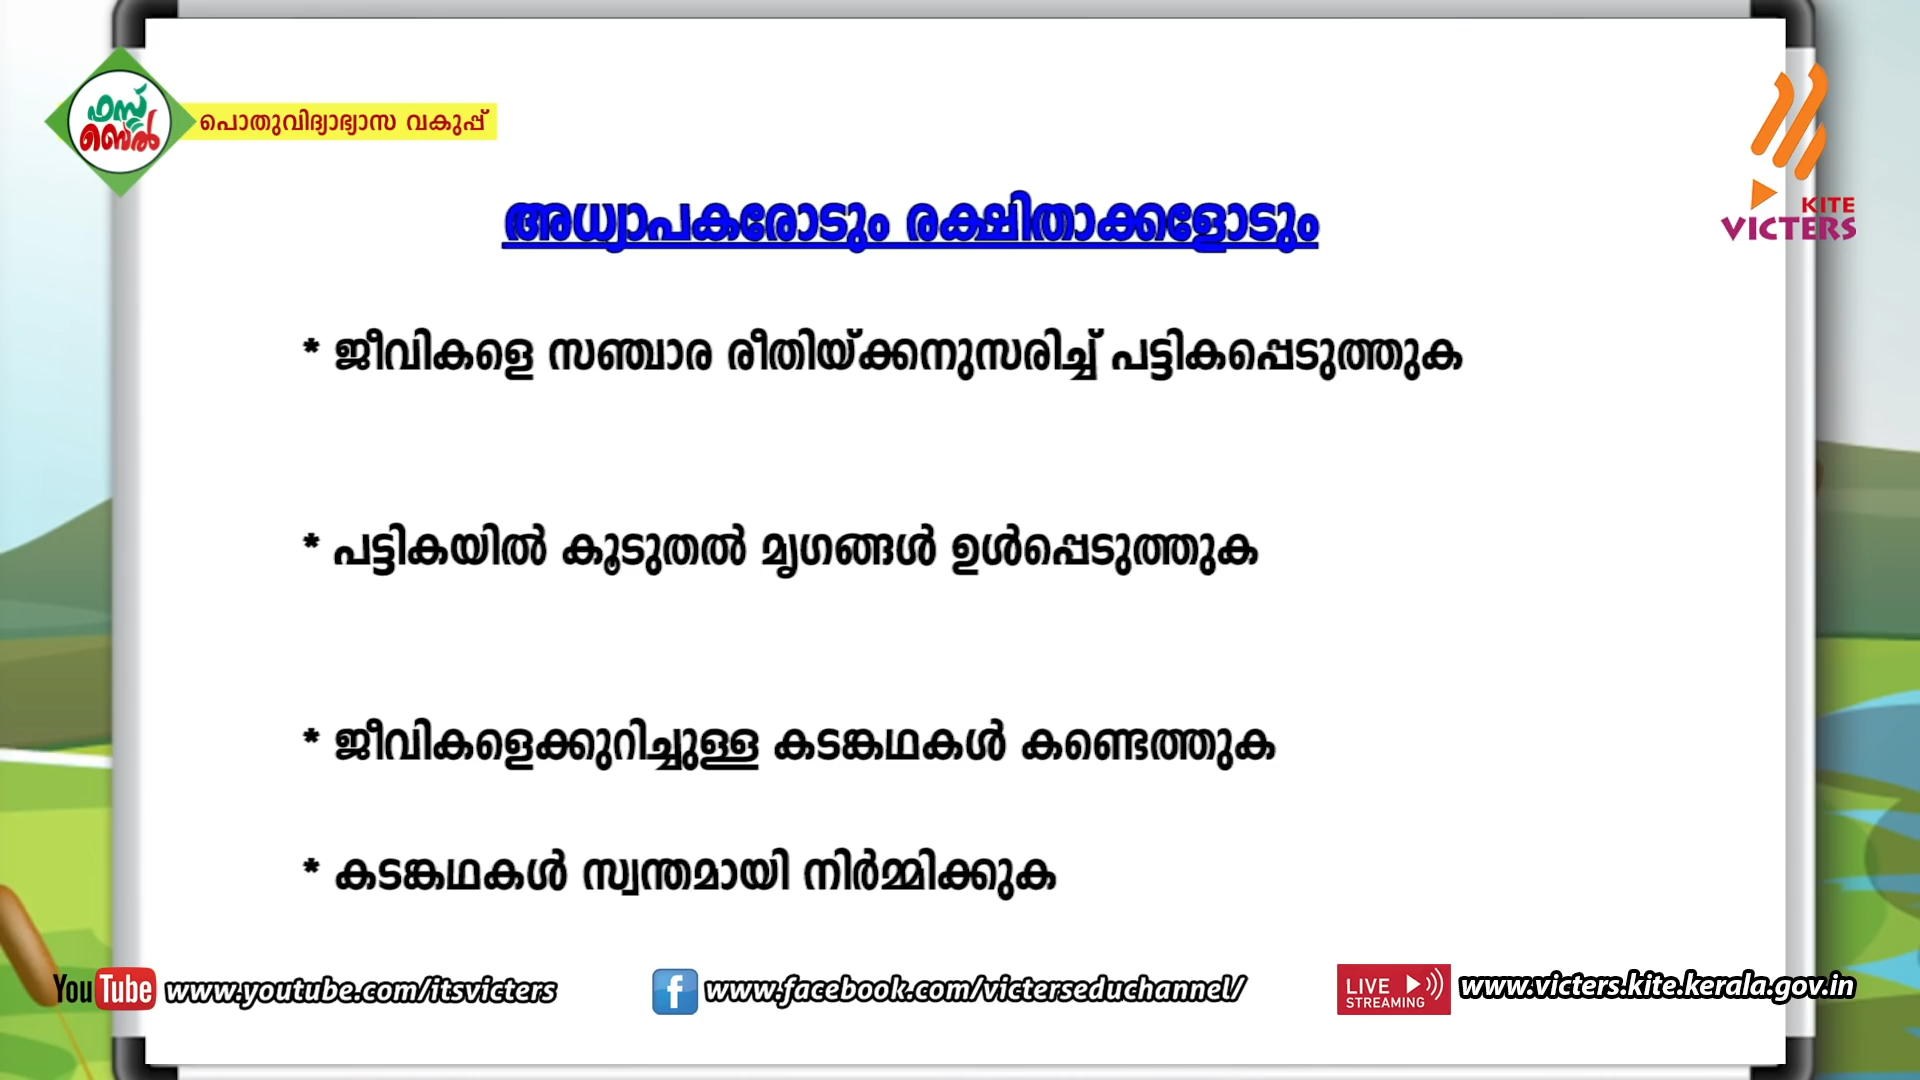 ഫസ്റ്റ്
ബെൽ
പൊതുവിദ്യാഭ്യാസ വകുപ്പ്
KITE
VICTERS
അധ്യാപകരോടും രക്ഷിതാക്കളോടും
* ജീവികളെ സഞ്ചാര രീതിയ്ക്കനുസരിച്ച് പട്ടികപ്പെടുത്തുക
* പട്ടികയിൽ കൂടുതൽ മൃഗങ്ങൾ ഉൾപ്പെടുത്തുക
* ജീവികളെക്കുറിച്ചുള്ള കടങ്കഥകൾ കണ്ടെത്തുക
* കടങ്കഥകൾ സ്വന്തമായി നിർമ്മിക്കുക
YouTube www.youtube.com/itsvicters
f www.facebook.com/victerseduchannel/
LIVE STREAMING www.victers.kite.kerala.gov.in